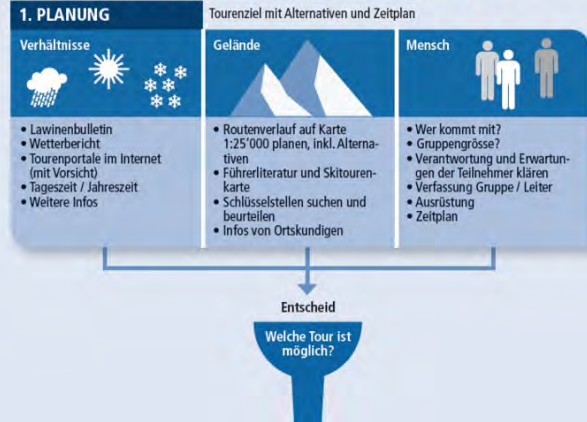 1. PLANUNG
Tourenziel mit Alternativen und Zeitplan
Verhältnisse
• Lawinenbulletin
• Wetterbericht
• Tourenportale im Internet
(mit Vorsicht)
• Tageszeit / Jahreszeit
• Weitere Infos
Gelände
• Routenverlauf auf Karte
1:25'000 planen, inkl. Alterna-
tiven
• Führerliteratur und Skitouren-
karte
• Schlüsselstellen suchen und
beurteilen
• Infos von Ortskundigen
Mensch
• Wer kommt mit?
• Gruppengrösse?
• Verantwortung und Erwartun-
gen der Teilnehmer klären
• Verfassung Gruppe / Leiter
• Ausrüstung
• Zeitplan
Entscheid
Welche Tour ist
möglich?